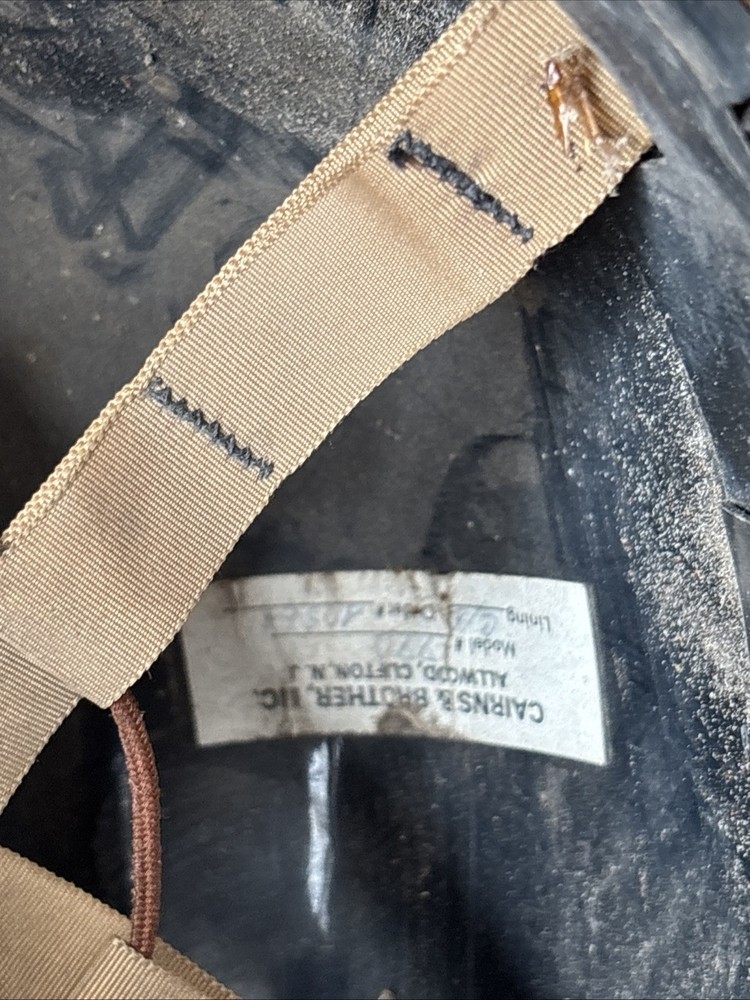 CAIRNS & BROTHER, INC.
ALLWOOD, CLIFTON, N. J.
Model #
Lining Order #